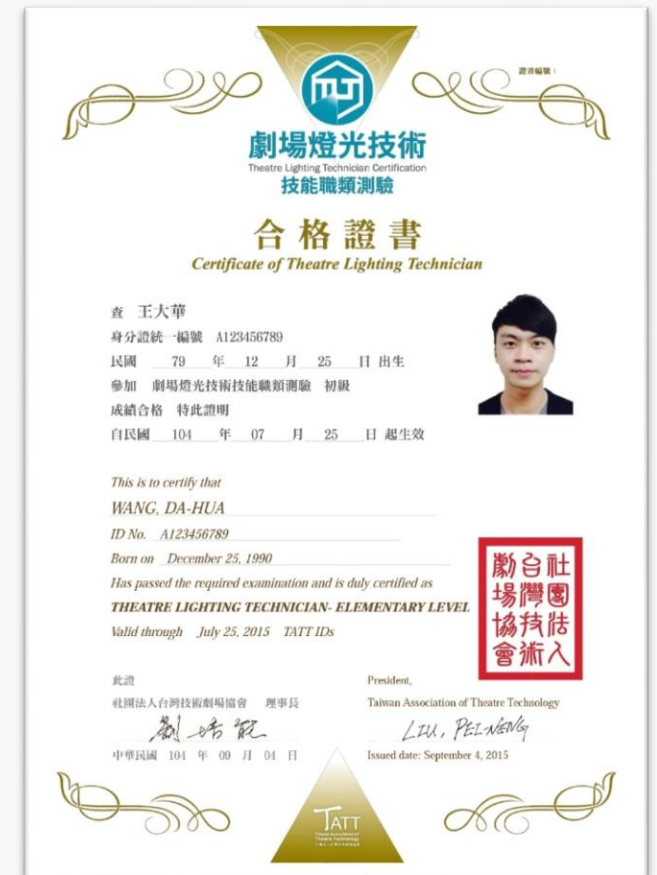 證書編號：
劇場燈光技術
Theatre Lighting Technician Certification
技能職類測驗
合格證書
Certificate of Theatre Lighting Technician
查 王大華
身分證統一編號 A123456789
民國 79 年 12 月 25 日 出生
參加 劇場燈光技術技能職類測驗 初級
成績合格 特此證明
自民國 104 年 07 月 25 日 起生效
This is to certify that
WANG, DA-HUA
ID No. A123456789
Born on December 25, 1990
Has passed the required examination and is duly certified as
THEATRE LIGHTING TECHNICIAN- ELEMENTARY LEVEL
Valid through July 25, 2015 TATT IDs
社團法人
台灣技術
劇場協會
此證
社團法人台灣技術劇場協會 理事長
劉培能
中華民國 104 年 09 月 04 日
President,
Taiwan Association of Theatre Technology
LIU, PEI-NENG
Issued date: September 4, 2015
TATT
Taiwan Association of
Theatre Technology